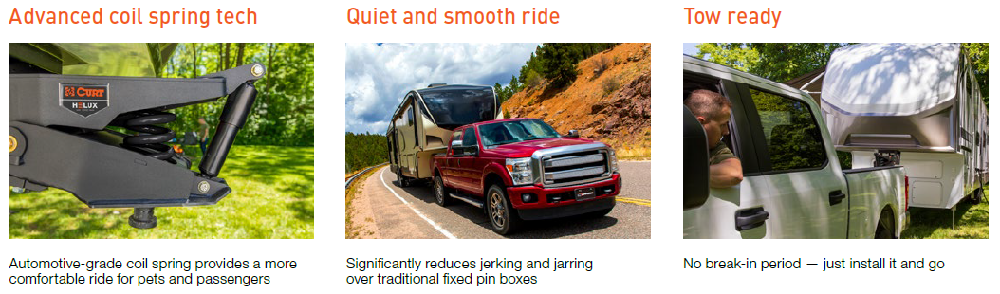 Advanced coil spring tech
CURT
HELUX
Automotive-grade coil spring provides a more
comfortable ride for pets and passengers
Quiet and smooth ride
Significantly reduces jerking and jarring
over traditional fixed pin boxes
Tow ready
No break-in period — just install it and go